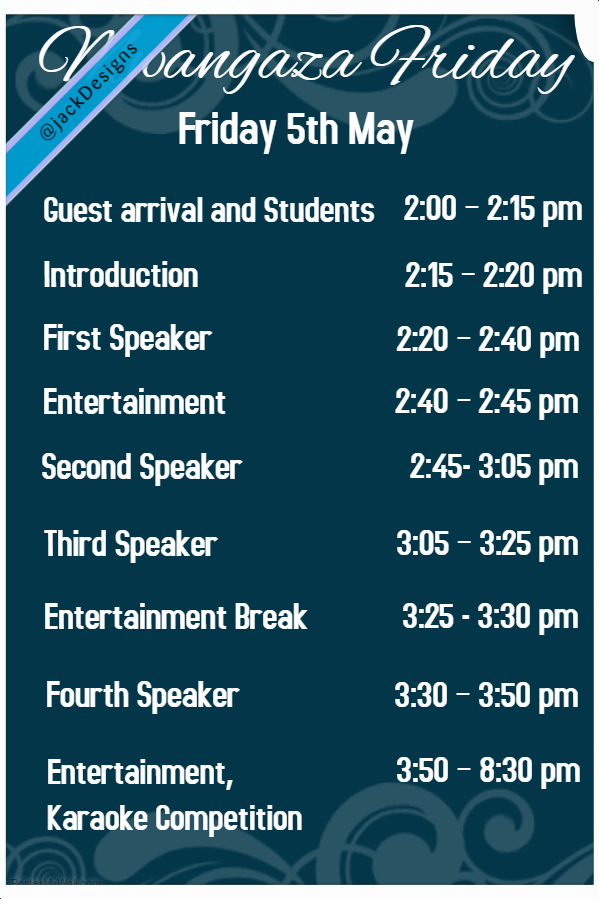 @jackDesigns
Friday
Friday 5th May
Guest arrival and Students 2:00 – 2:15 pm
Introduction 2:15 – 2:20 pm
First Speaker 2:20 – 2:40 pm
Entertainment 2:40 – 2:45 pm
Second Speaker 2:45- 3:05 pm
Third Speaker 3:05 – 3:25 pm
Entertainment Break 3:25 - 3:30 pm
Fourth Speaker 3:30 – 3:50 pm
Entertainment, 3:50 – 8:30 pm
Karaoke Competition